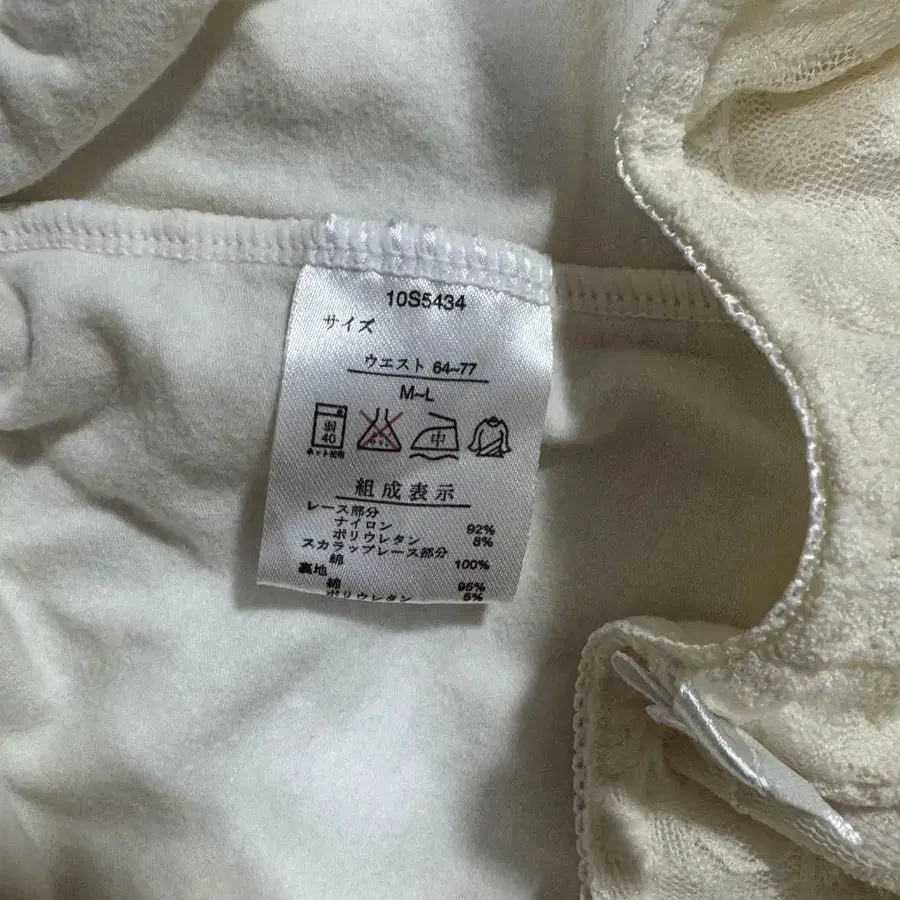 10S5434
サイズ
ウエスト 64~77
M~L
弱
40
ネット使用
中
組成表示
レース部分
ナイロン 92%
ポリウレタン 8%
スカラップレース部分
綿 100%
裏地
綿 95%
ポリウレタン 5%